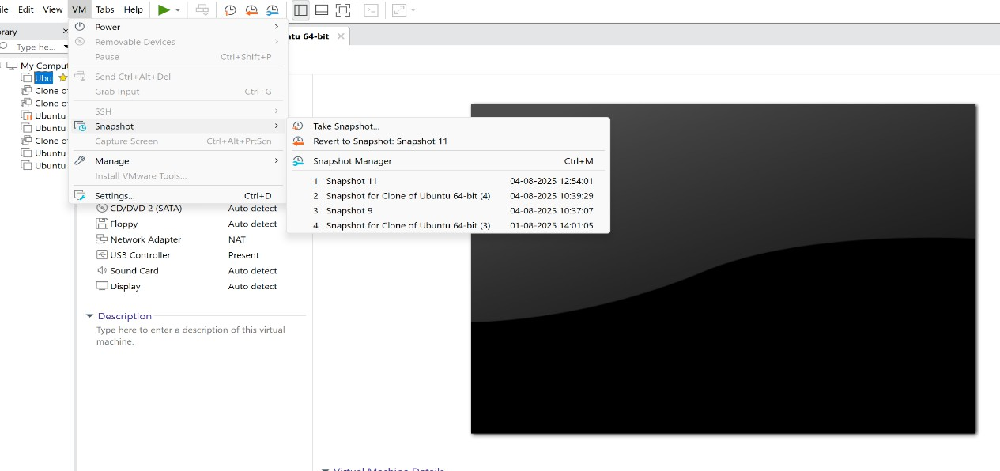 ile Edit View VM Tabs Help
rary
Type he...
My Comput
Ubu
Clone o
Clone o
Ubuntu
Ubuntu
Clone o
Ubuntu
Ubuntu
ntu 64-bit
Power
Removable Devices
Pause Ctrl+Shift+P
Send Ctrl+Alt+Del
Grab Input Ctrl+G
SSH
Snapshot
Capture Screen Ctrl+Alt+PrtScn
Manage
Install VMware Tools...
Settings... Ctrl+D
Take Snapshot...
Revert to Snapshot: Snapshot 11
Snapshot Manager Ctrl+M
1 Snapshot 11 04-08-2025 12:54:01
2 Snapshot for Clone of Ubuntu 64-bit (4) 04-08-2025 10:39:29
3 Snapshot 9 04-08-2025 10:37:07
4 Snapshot for Clone of Ubuntu 64-bit (3) 01-08-2025 14:01:05
CD/DVD 2 (SATA) Auto detect
Floppy Auto detect
Network Adapter NAT
USB Controller Present
Sound Card Auto detect
Display Auto detect
Description
Type here to enter a description of this virtual
machine.
Virtual Machine Details